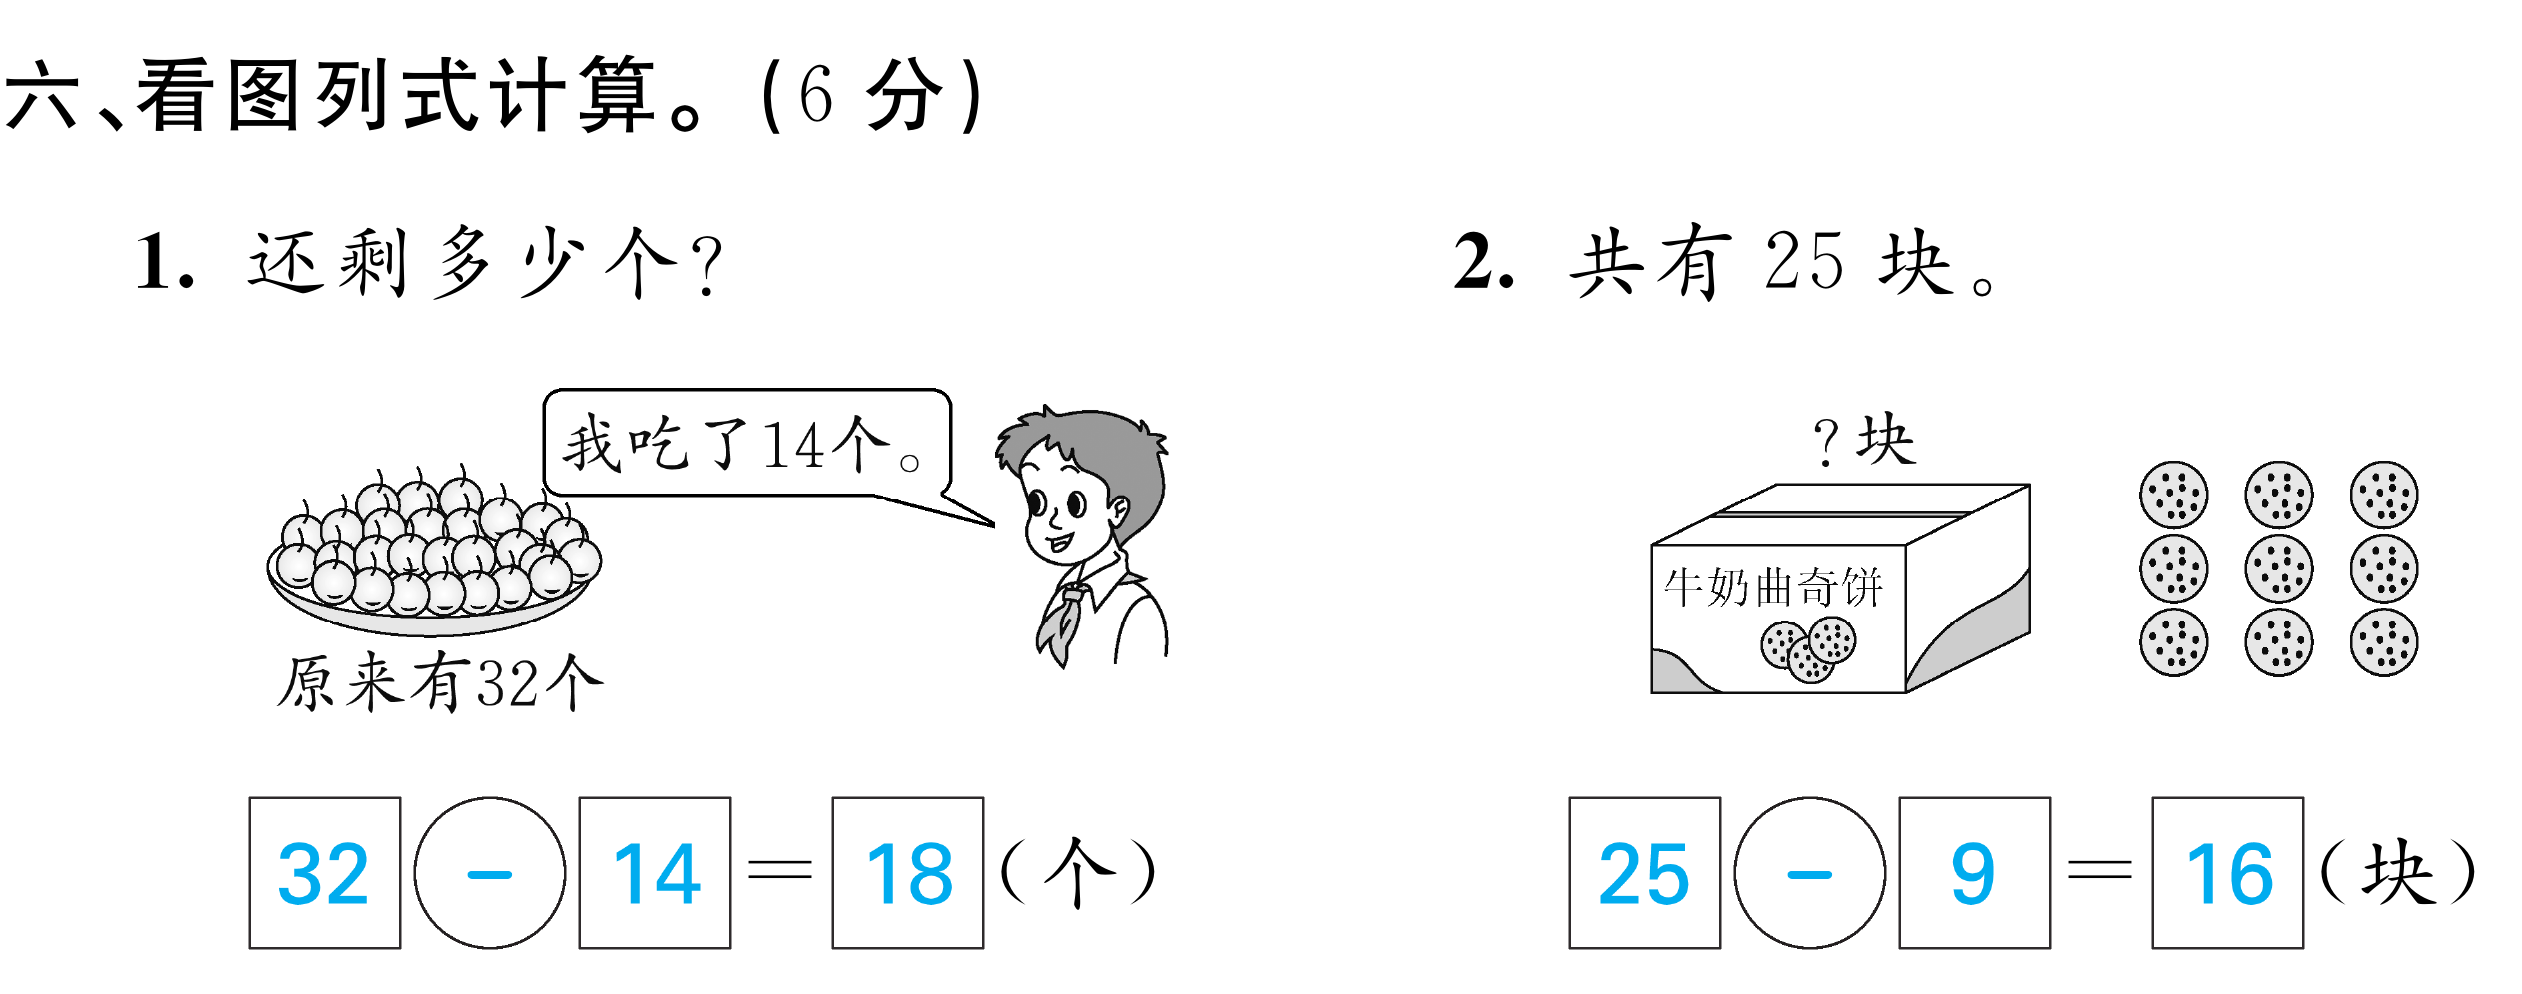 六、看图列式计算。(6 分)
1. 还剩多少个?
我吃了14个。
原来有32个
32 - 14 = 18 (个)
2. 共有 25 块。
?块
牛奶曲奇饼
25 - 9 = 16 (块)